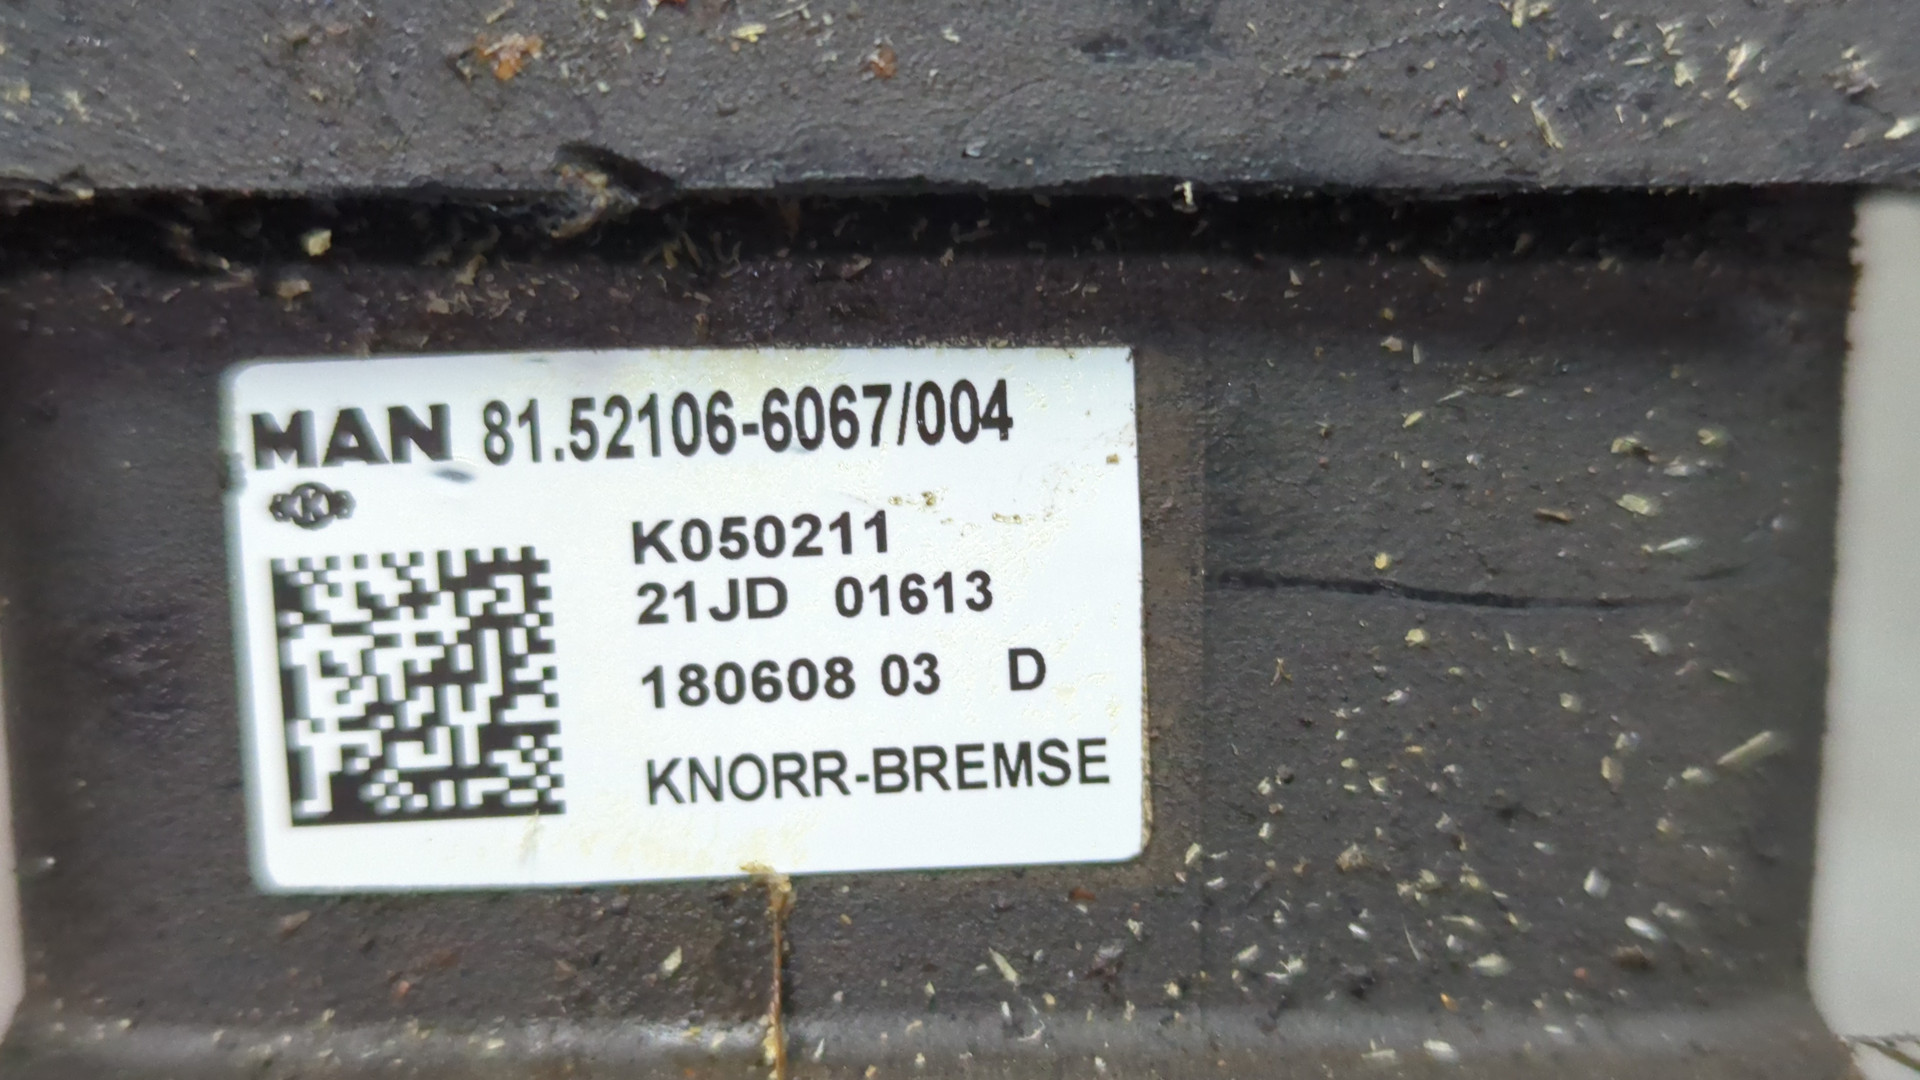 MAN 81.52106-6067/004
K
K050211
21JD 01613
180608 03 D
KNORR-BREMSE